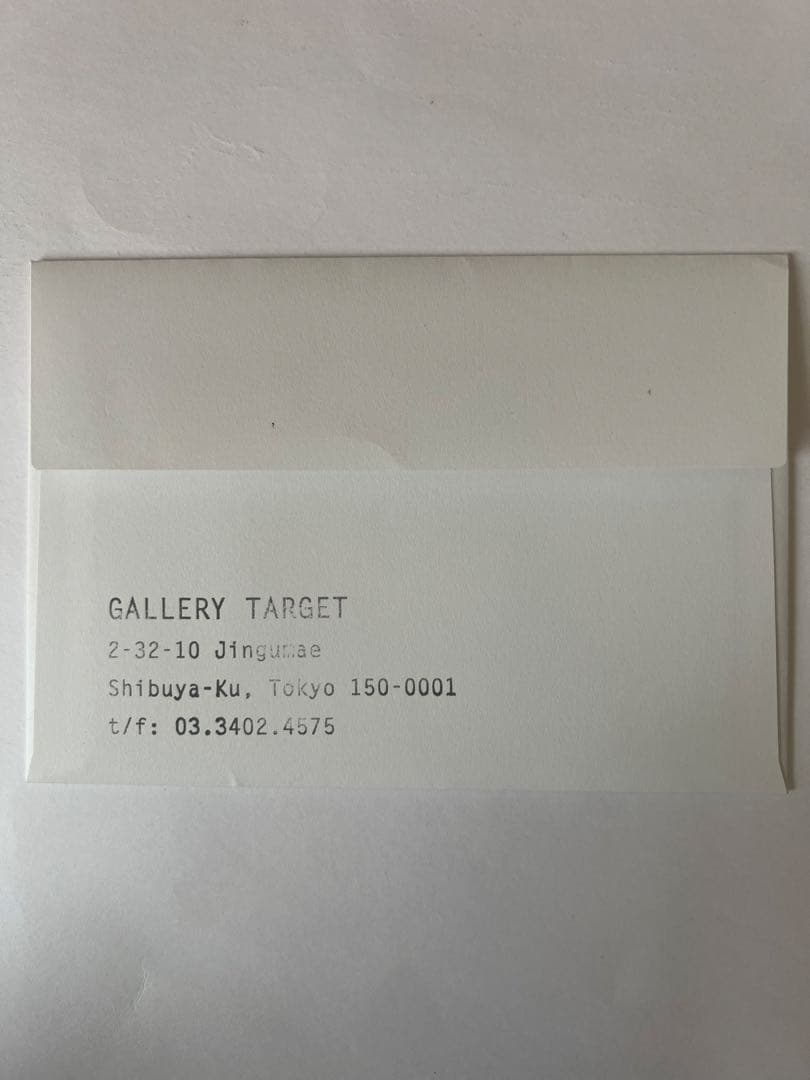 GALLERY TARGET
2-32-10 Jingumae
Shibuya-Ku, Tokyo 150-0001
t/f: 03.3402.4575